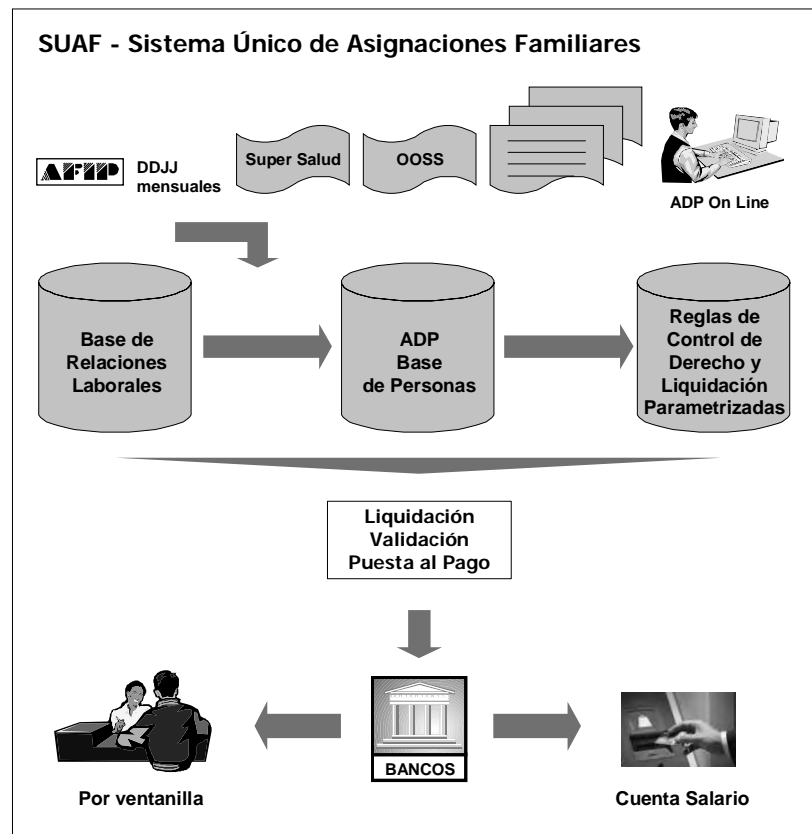 SUAF - Sistema Único de Asignaciones Familiares
AFIP
DDJJ
mensuales
Super Salud
OOSS
ADP On Line
Base de
Relaciones
Laborales
ADP
Base
de Personas
Reglas de
Control de
Derecho y
Liquidación
Parametrizadas
Liquidación
Validación
Puesta al Pago
BANCOS
Por ventanilla
Cuenta Salario